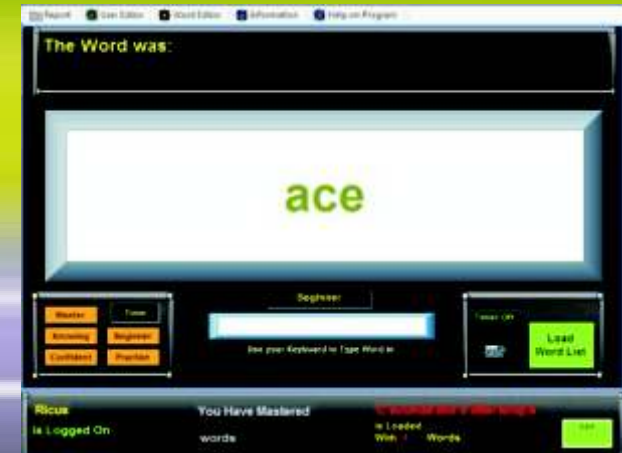 Report User Editor Word Editor Information Help on Program
The Word was:
ace
Beginner
Master Timer
Knowing Beginner
Confident Practise
Use your Keyboard to Type Word in
Timer Off
Load
Word List
Ricus
is Logged On
You Have Mastered
words
is Loaded
With Words